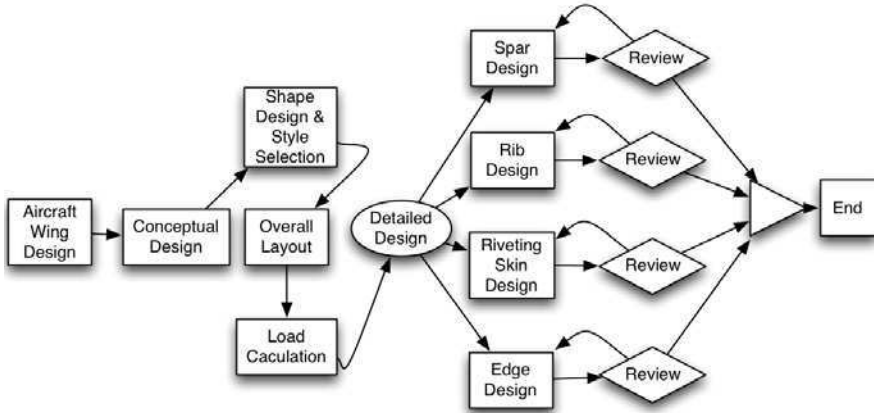 Aircraft
Wing
Design
Conceptual
Design
Shape
Design &
Style
Selection
Overall
Layout
Load
Caculation
Detailed
Design
Spar
Design
Review
Rib
Design
Review
Riveting
Skin
Design
Review
Edge
Design
Review
End